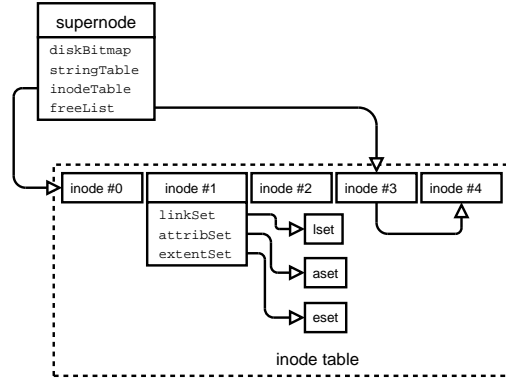 supernode
diskBitmap
stringTable
inodeTable
freeList
inode #0 inode #1 inode #2 inode #3 inode #4
linkSet
attribSet
extentSet
lset
aset
eset
inode table